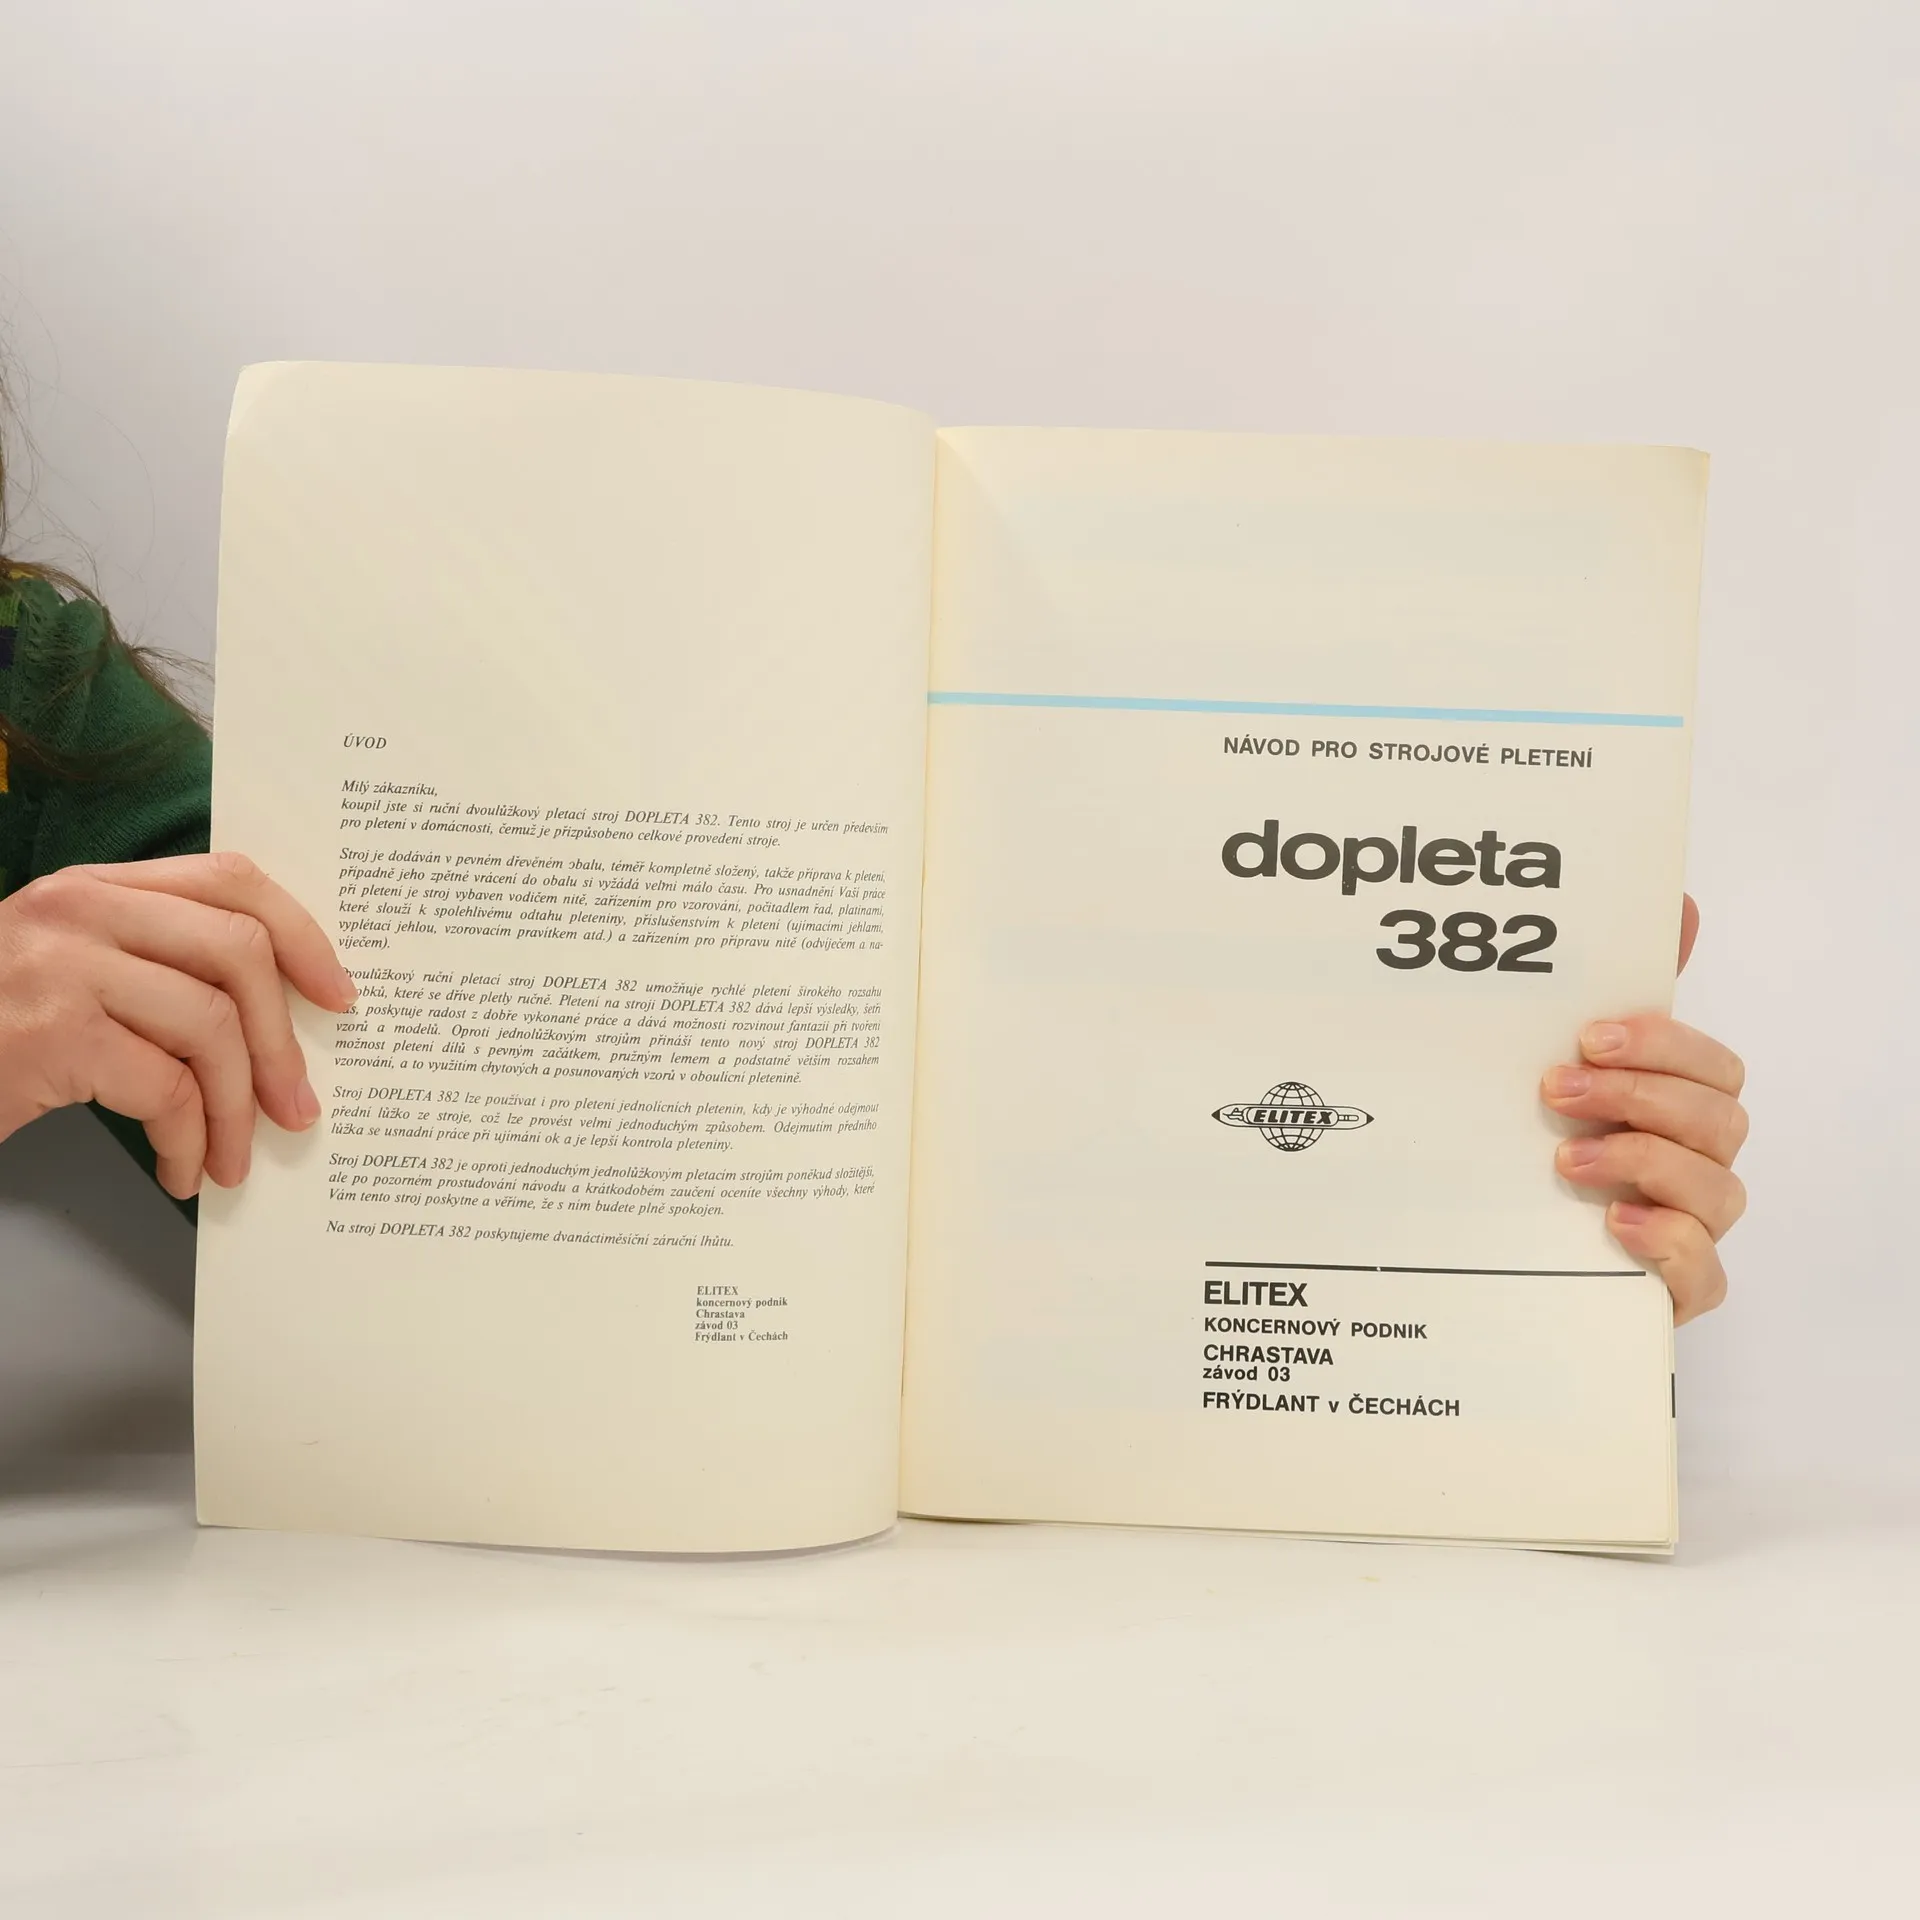 ÚVOD
Milý zákazníku,
koupil jste si ruční dvoulůžkový pletací stroj DOPLETA 382. Tento stroj je určen především
pro pletení v domácnosti, čemuž je přizpůsobeno celkové provedení stroje.
Stroj je dodáván v pevném dřevěném obalu, téměř kompletně složený, takže příprava k pletení,
případně jeho zpětné vrácení do obalu si vyžádá velmi málo času. Pro usnadnění Vaší práce
při pletení je stroj vybaven vodičem nitě, zařízením pro vzorování, počitadlem řad, platinami,
které slouží k spolehlivému odtahu pleteniny, příslušenstvím k pletení (ujímacími jehlami,
vyplétací jehlou, vzorovacím pravítkem atd.) a zařízením pro přípravu nitě (odvíječem a na-
víječem).
Dvoulůžkový ruční pletací stroj DOPLETA 382 umožňuje rychlé pletení širokého rozsahu
obků, které se dříve pletly ručně. Pletení na stroji DOPLETA 382 dává lepší výsledky, šetří
čas, poskytuje radost z dobře vykonané práce a dává možnosti rozvinout fantazii při tvoření
vzorů a modelů. Oproti jednolůžkovým strojům přináší tento nový stroj DOPLETA 382
možnost pletení dílů s pevným začátkem, pružným lemem a podstatně větším rozsahem
vzorování, a to využitím chytových a posunovaných vzorů v oboulícní pletenině.
Stroj DOPLETA 382 lze používat i pro pletení jednolícních pletenin, kdy je výhodné odejmout
přední lůžko ze stroje, což lze provést velmi jednoduchým způsobem. Odejmutím předního
lůžka se usnadní práce při ujímání ok a je lepší kontrola pleteniny.
Stroj DOPLETA 382 je oproti jednoduchým jednolůžkovým pletacím strojům poněkud složitější,
ale po pozorném prostudování návodu a krátkodobém zaučení oceníte všechny výhody, které
Vám tento stroj poskytne a věříme, že s ním budete plně spokojen.
Na stroj DOPLETA 382 poskytujeme dvanáctiměsíční záruční lhůtu.
ELITEX
koncernový podnik
Chrastava
závod 03
Frýdlant v Čechách
NÁVOD PRO STROJOVÉ PLETENÍ
dopleta
382
ELITEX
ELITEX
KONCERNOVÝ PODNIK
CHRASTAVA
závod 03
FRÝDLANT v ČECHÁCH